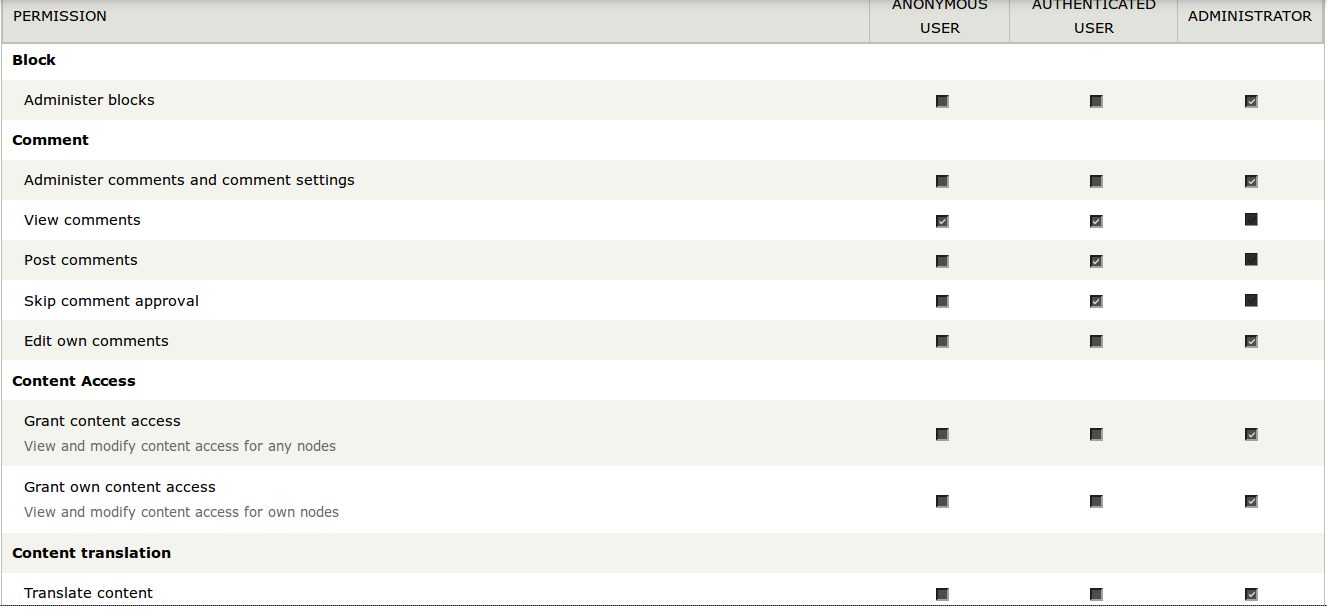 PERMISSION ANONYMOUS USER AUTHENTICATED USER ADMINISTRATOR
Block
Administer blocks
Comment
Administer comments and comment settings
View comments
Post comments
Skip comment approval
Edit own comments
Content Access
Grant content access
View and modify content access for any nodes
Grant own content access
View and modify content access for own nodes
Content translation
Translate content